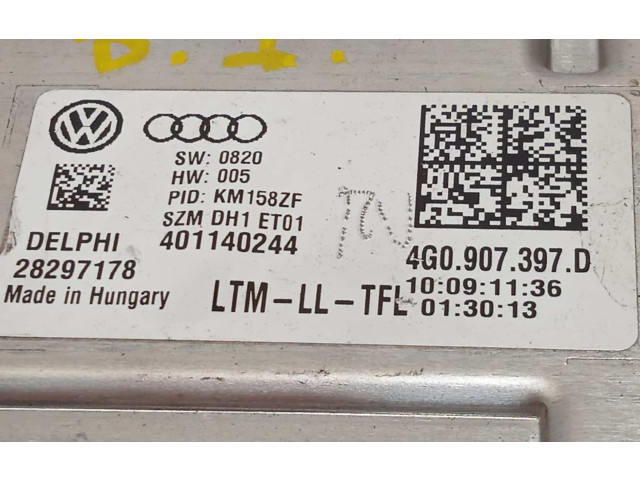 SW: 0820
HW: 005
PID: KM158ZF
SZM DH1 ET01
401140244
DELPHI
28297178
Made in Hungary
LTM-LL-TFL
4G0.907.397.D
10:09:11:36
01:30:13